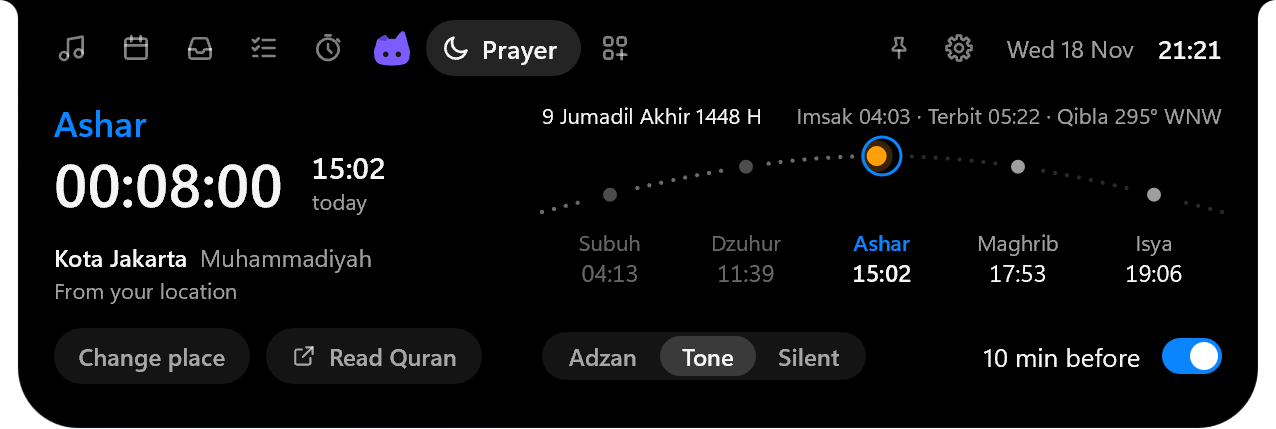 Prayer
Wed 18 Nov 21:21
Ashar
00:08:00
15:02
today
Kota Jakarta Muhammadiyah
From your location
Change place
Read Quran
9 Jumadil Akhir 1448 H
Imsak 04:03 · Terbit 05:22 · Qibla 295° WNW
Subuh Dzuhur Ashar Maghrib Isya
04:13 11:39 15:02 17:53 19:06
Adzan Tone Silent
10 min before